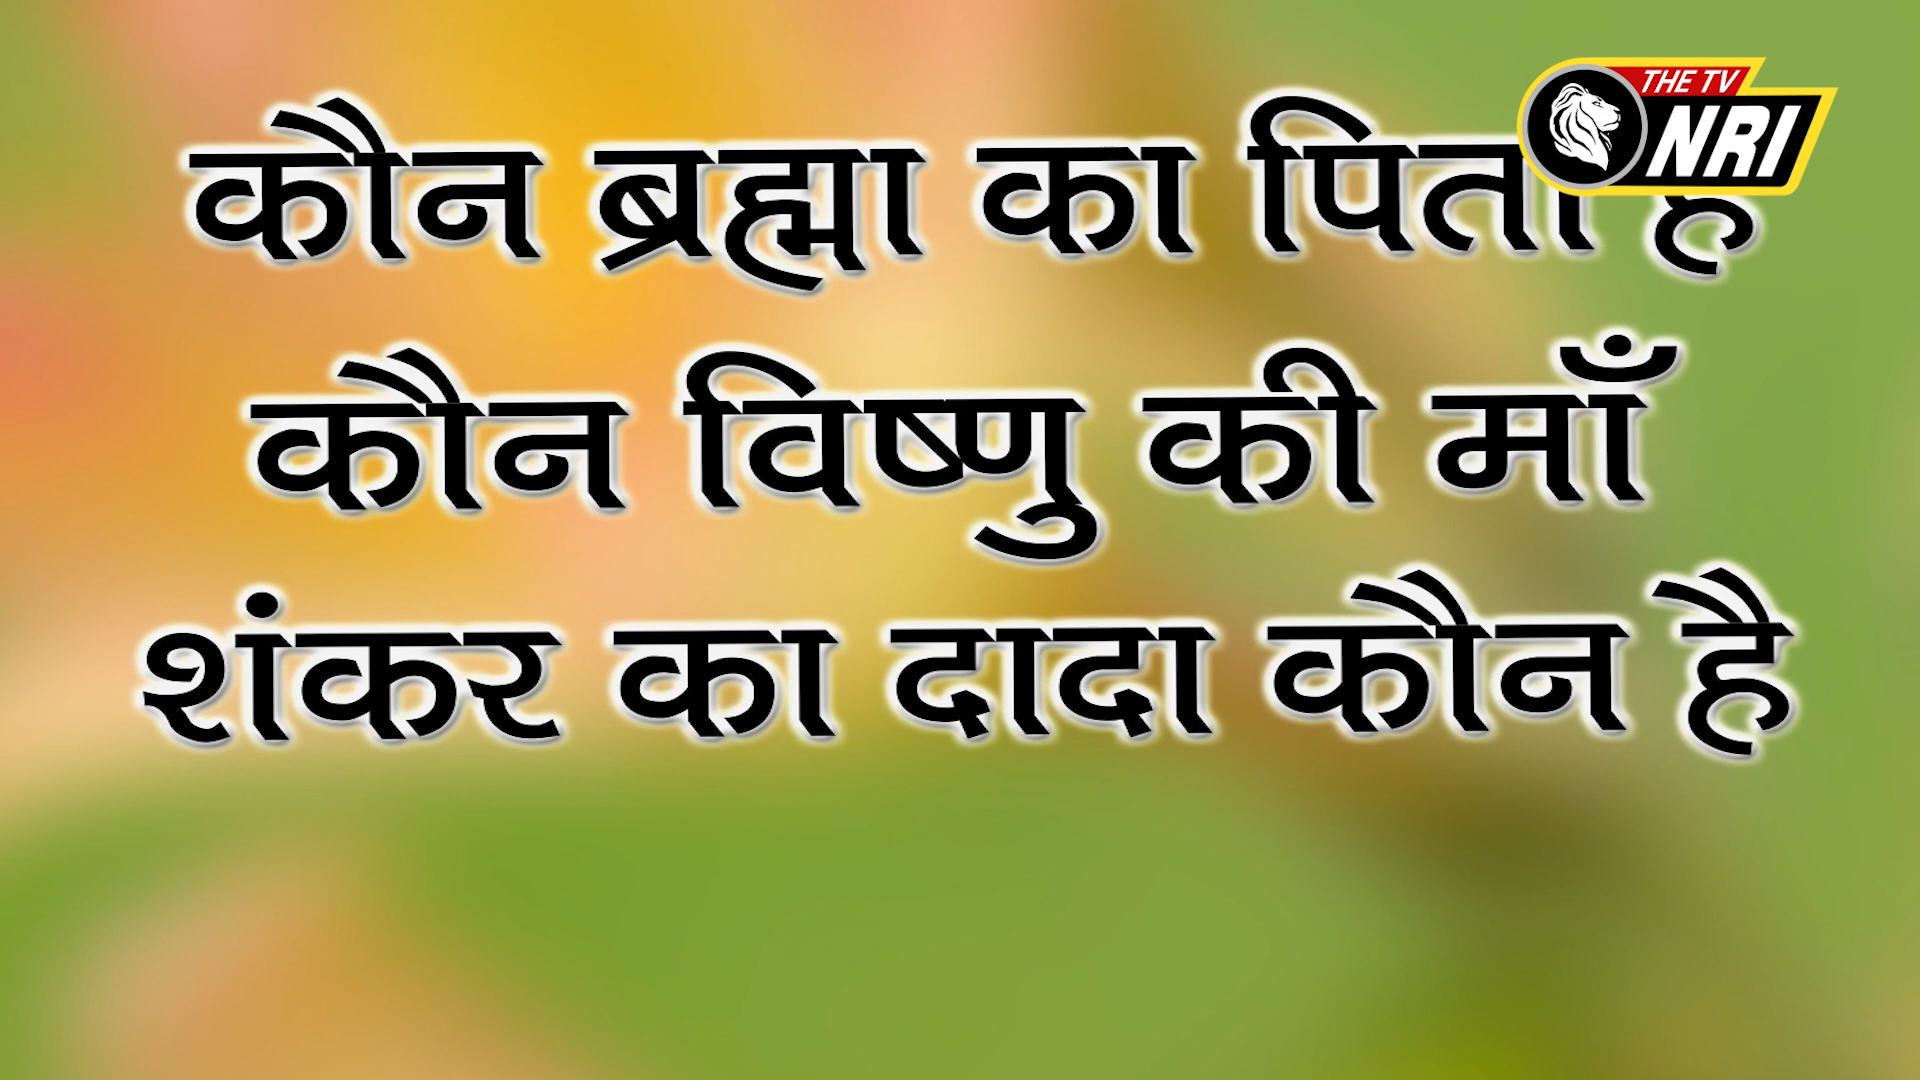 THE TV
NRI
कौन ब्रह्मा का पिता है
कौन विष्णु की माँ
शंकर का दादा कौन है